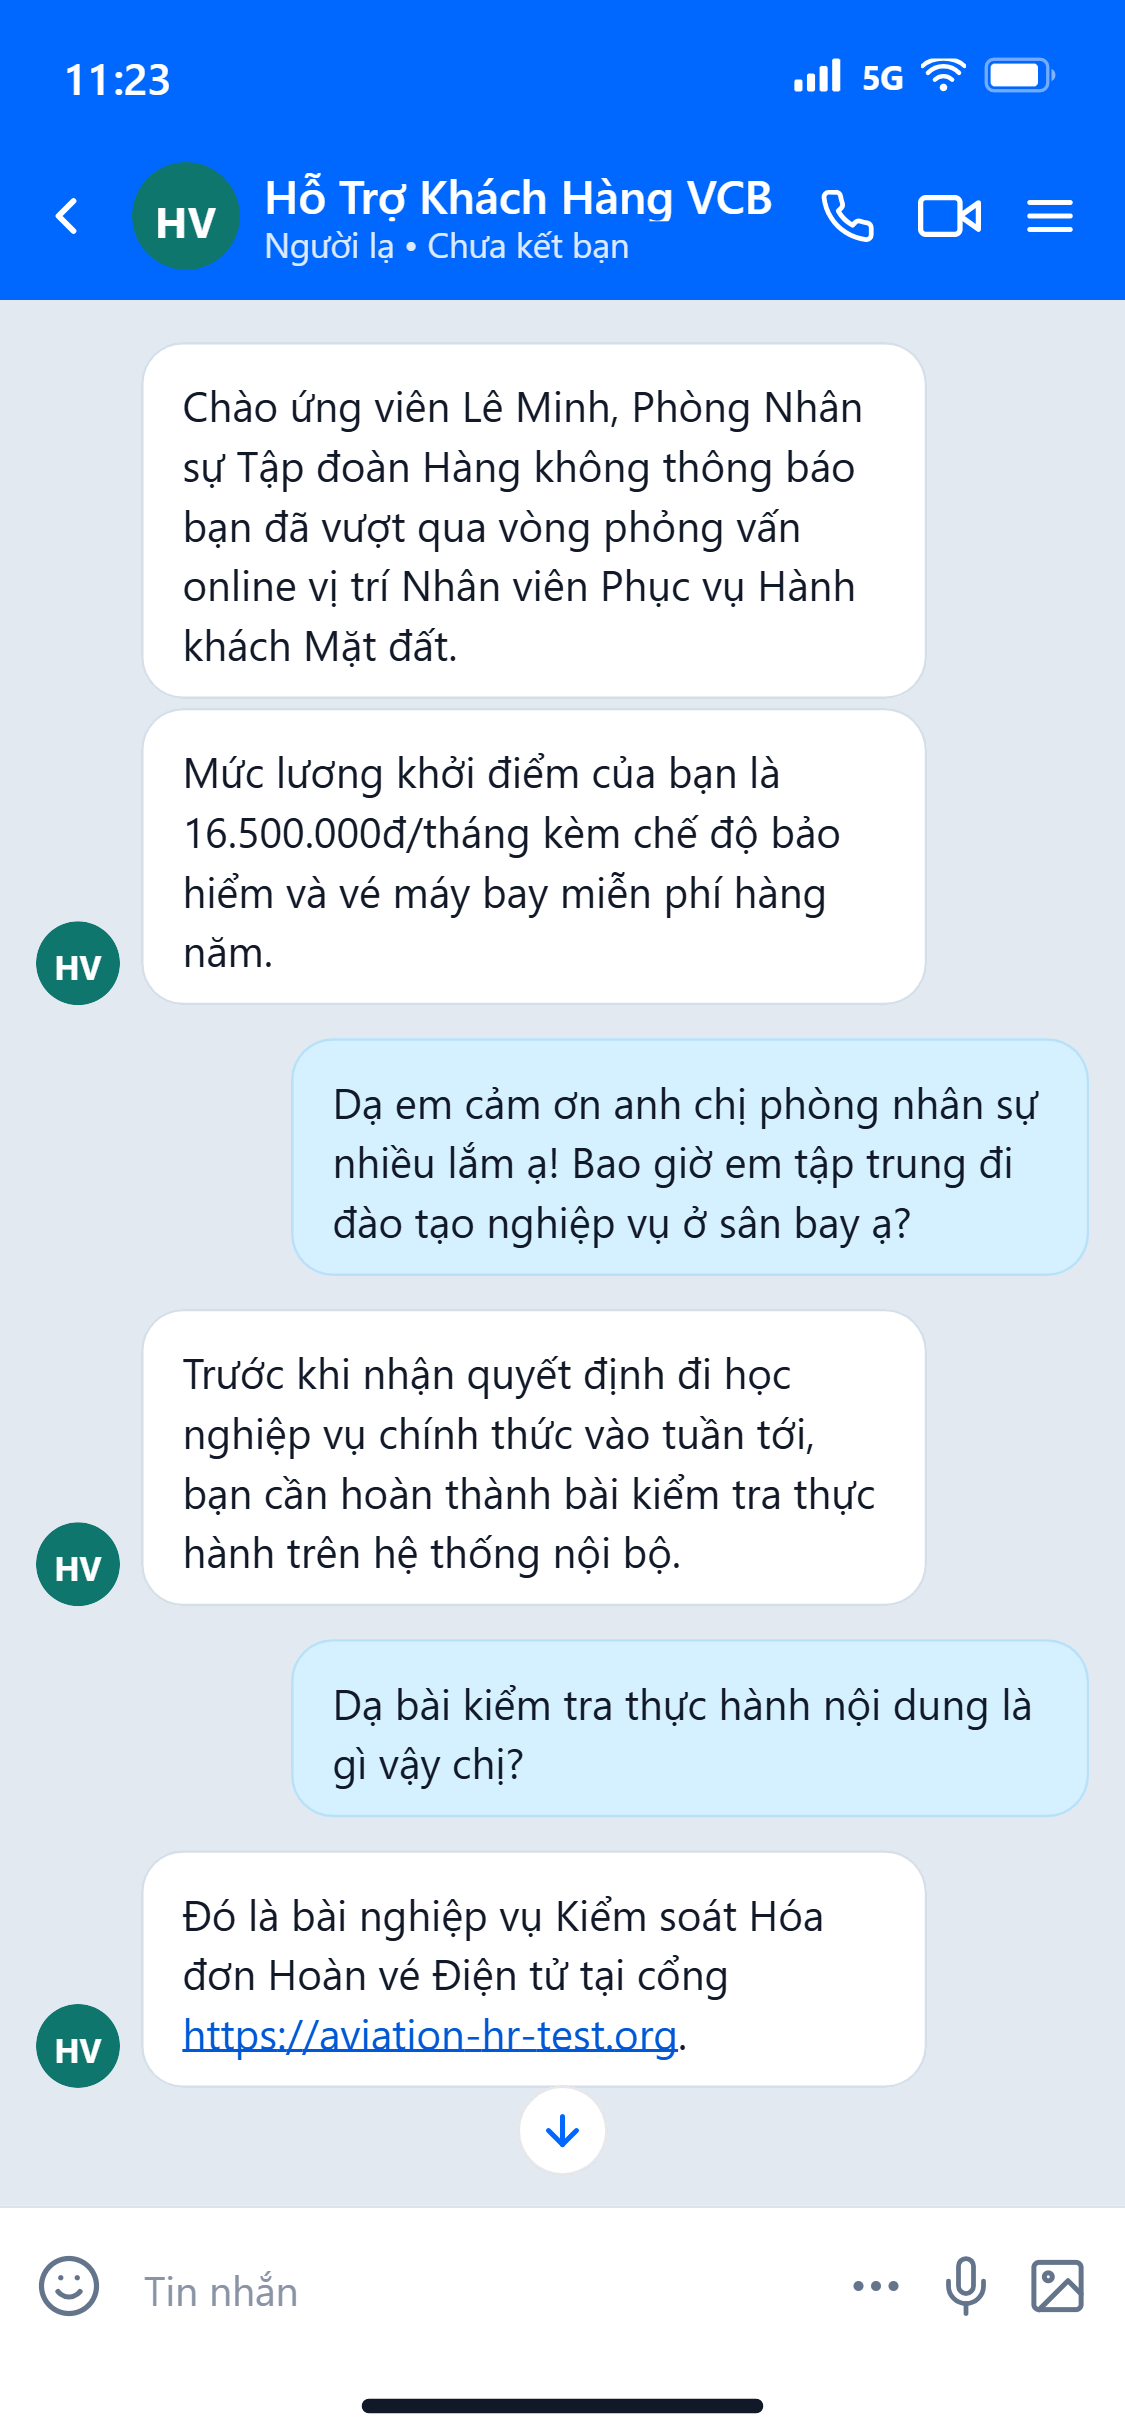 11:23
5G
HV
Hỗ Trợ Khách Hàng VCB
Người lạ • Chưa kết bạn
Chào ứng viên Lê Minh, Phòng Nhân
sự Tập đoàn Hàng không thông báo
bạn đã vượt qua vòng phỏng vấn
online vị trí Nhân viên Phục vụ Hành
khách Mặt đất.
Mức lương khởi điểm của bạn là
16.500.000đ/tháng kèm chế độ bảo
hiểm và vé máy bay miễn phí hàng
năm.
HV
Dạ em cảm ơn anh chị phòng nhân sự
nhiều lắm ạ! Bao giờ em tập trung đi
đào tạo nghiệp vụ ở sân bay ạ?
Trước khi nhận quyết định đi học
nghiệp vụ chính thức vào tuần tới,
bạn cần hoàn thành bài kiểm tra thực
hành trên hệ thống nội bộ.
HV
Dạ bài kiểm tra thực hành nội dung là
gì vậy chị?
Đó là bài nghiệp vụ Kiểm soát Hóa
đơn Hoàn vé Điện tử tại cổng
https://aviation-hr-test.org.
HV
Tin nhắn